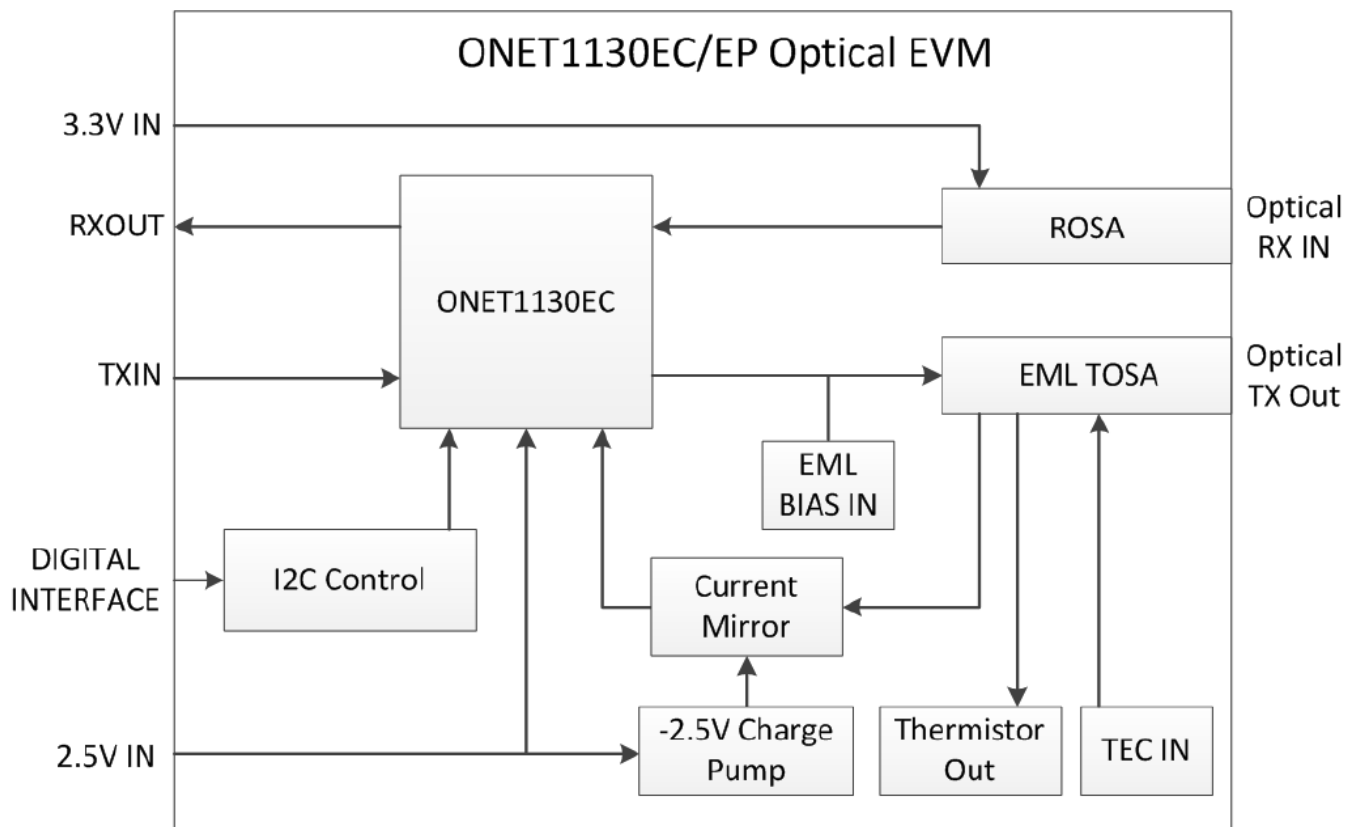 ONET1130EC/EP Optical EVM
3.3V IN
RXOUT
ROSA
Optical
RX IN
ONET1130EC
TXIN
EML TOSA
Optical
TX Out
EML
BIAS IN
DIGITAL
INTERFACE
I2C Control
Current
Mirror
2.5V IN
-2.5V Charge
Pump
Thermistor
Out
TEC IN